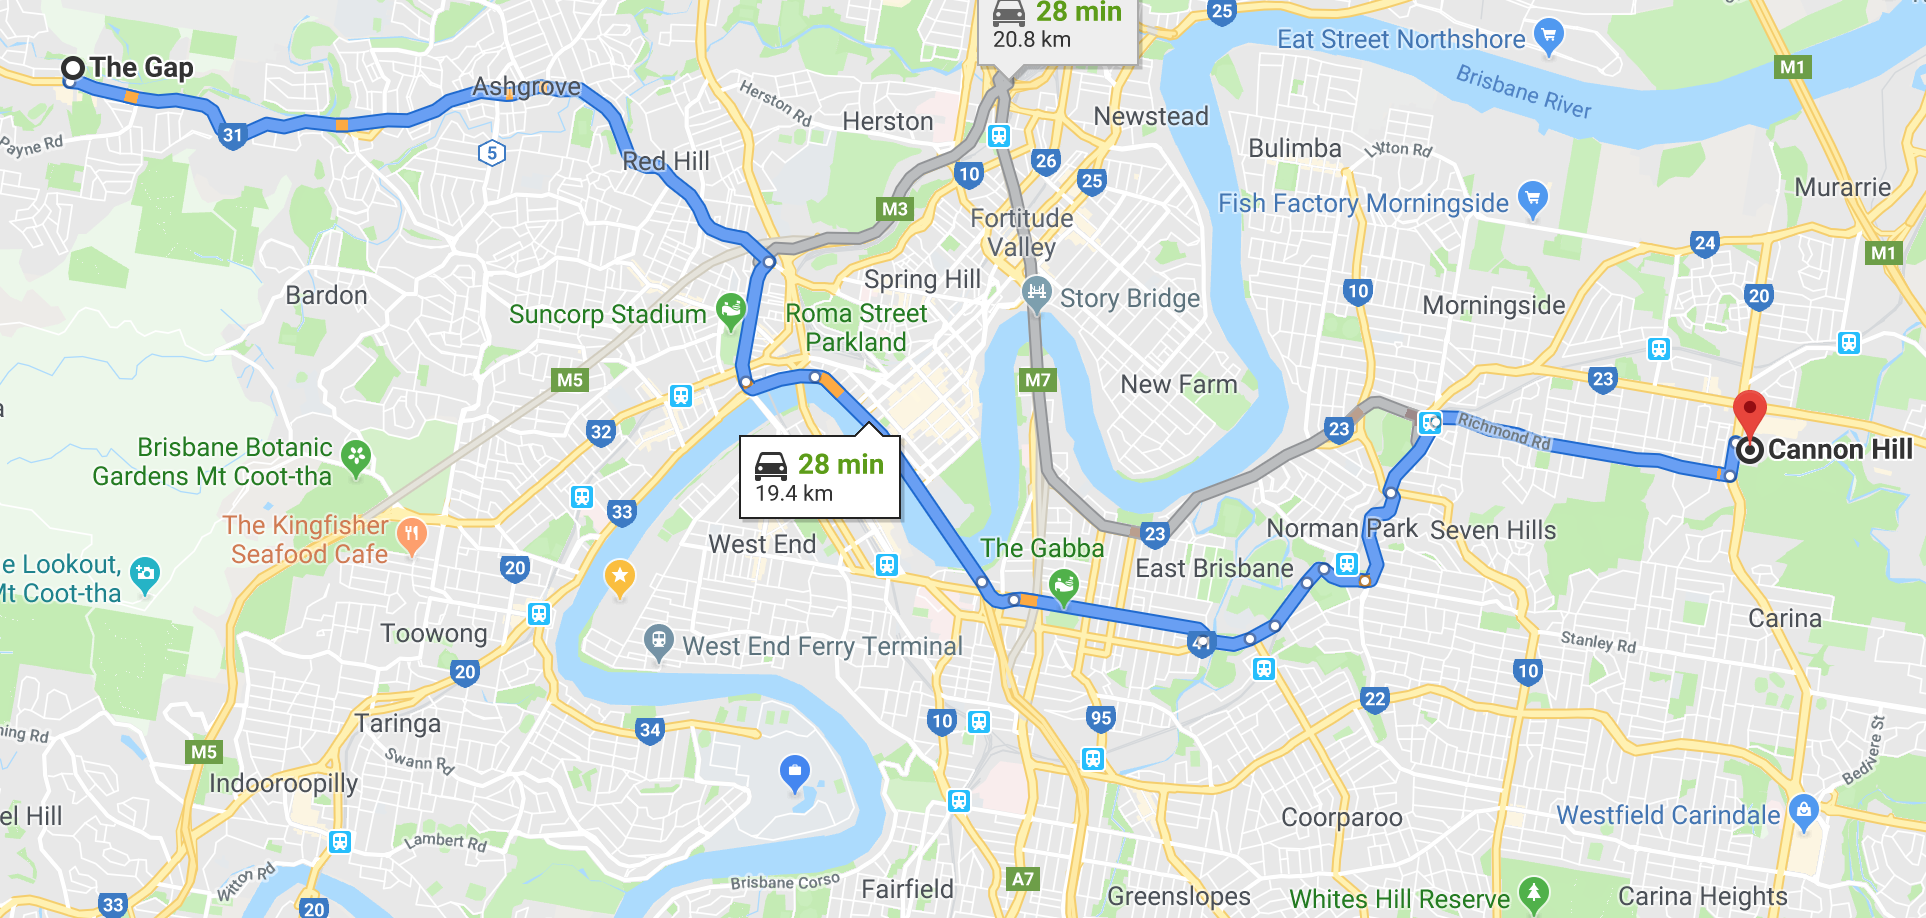 28 min
20.8 km
25
Eat Street Northshore
M1
Brisbane River
The Gap
Ashgrove
Herston Rd
Herston
Newstead
31
Payne Rd
5
Red Hill
10
26
25
Bulimba
Lytton Rd
Murarrie
M3
Fish Factory Morningside
Fortitude
Valley
24
M1
Spring Hill
Bardon
Story Bridge
10
Morningside
20
Suncorp Stadium
Roma Street
Parkland
M5
M7
New Farm
23
Brisbane Botanic
Gardens Mt Coot-tha
32
23
Richmond Rd
Cannon Hill
28 min
19.4 km
The Kingfisher
Seafood Cafe
33
West End
23
Norman Park
Seven Hills
e Lookout,
Mt Coot-tha
20
The Gabba
East Brisbane
Toowong
West End Ferry Terminal
41
Stanley Rd
Carina
20
10
22
Taringa
34
10
95
ning Rd
M5
Swann Rd
Bedivere St
Indooroopilly
el Hill
Coorparoo
Westfield Carindale
Lambert Rd
Witton Rd
Brisbane Corso
Fairfield
A7
Greenslopes
Whites Hill Reserve
Carina Heights
33
20